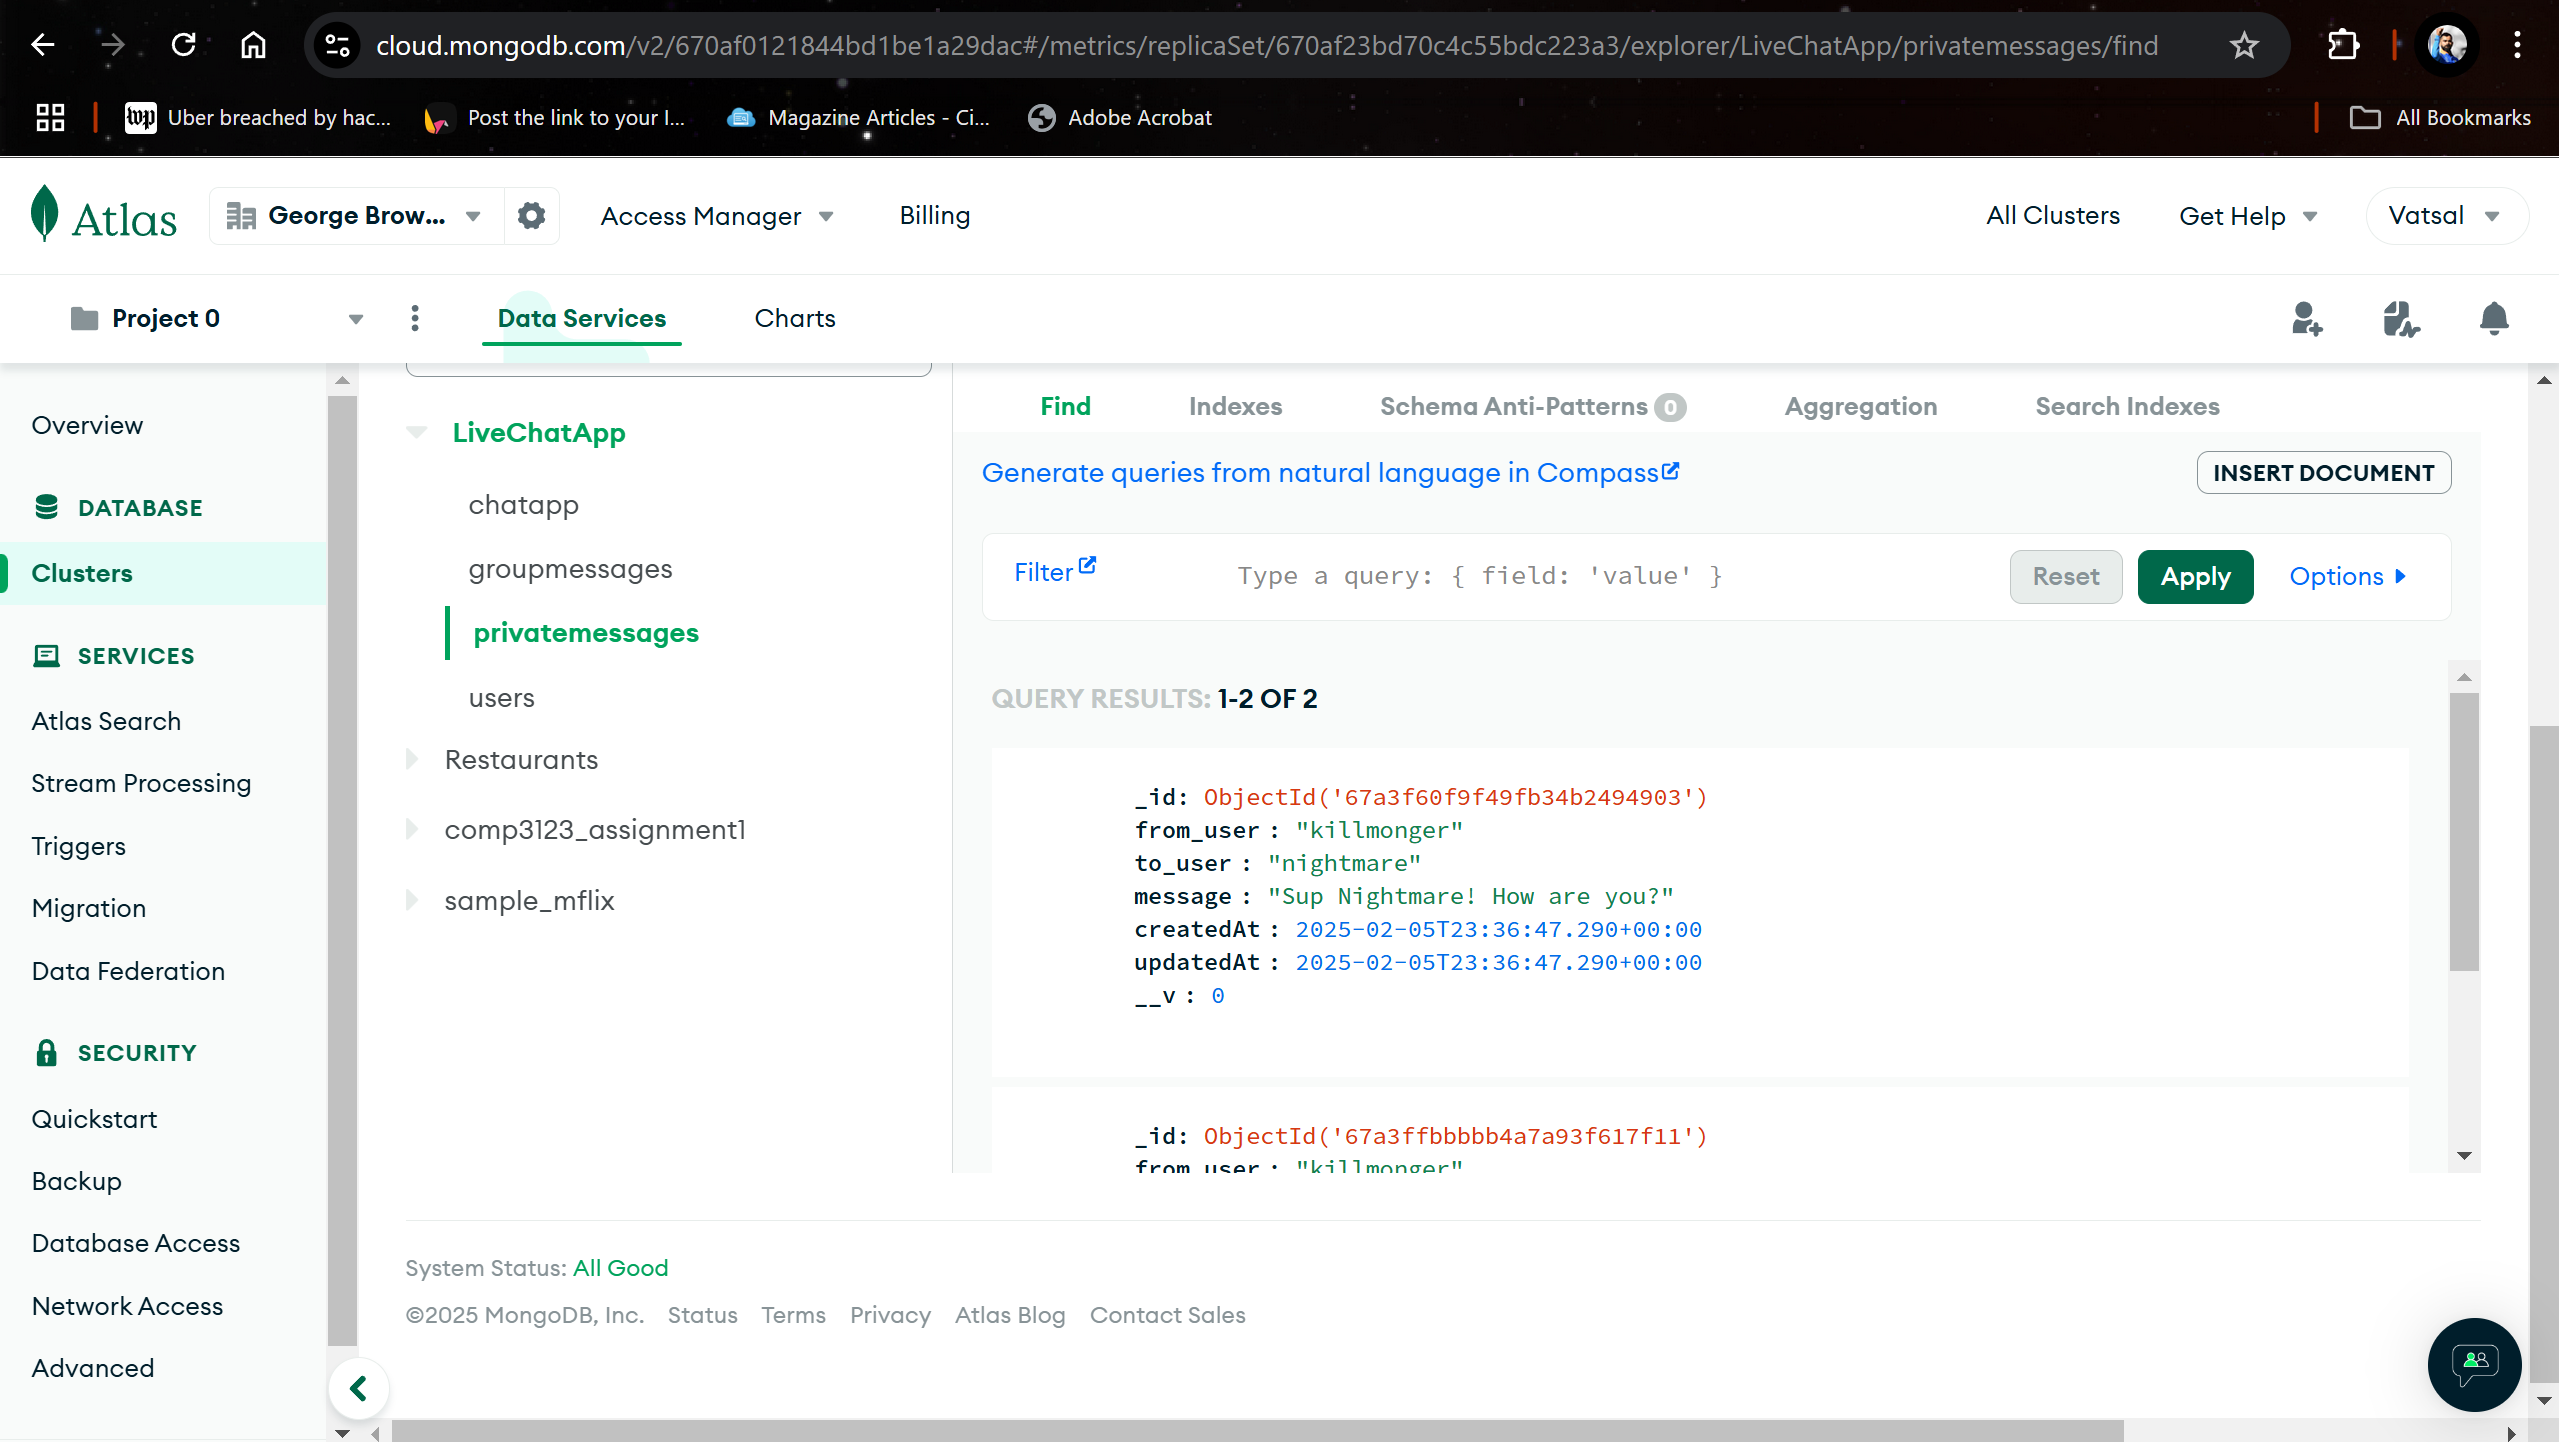 cloud.mongodb.com/v2/670af0121844bd1be1a29dac#/metrics/replicaSet/670af23bd70c4c55bdc223a3/explorer/LiveChatApp/privatemessages/find
wp Uber breached by hac... Post the link to your I... Magazine Articles - Ci... Adobe Acrobat All Bookmarks
Atlas George Brow... Access Manager Billing All Clusters Get Help Vatsal
Project 0 Data Services Charts
Overview
DATABASE
Clusters
SERVICES
Atlas Search
Stream Processing
Triggers
Migration
Data Federation
SECURITY
Quickstart
Backup
Database Access
Network Access
Advanced
LiveChatApp
chatapp
groupmessages
privatemessages
users
Restaurants
comp3123_assignment1
sample_mflix
Find Indexes Schema Anti-Patterns 0 Aggregation Search Indexes
Generate queries from natural language in Compass INSERT DOCUMENT
Filter Type a query: { field: 'value' } Reset Apply Options
QUERY RESULTS: 1-2 OF 2
_id: ObjectId('67a3f60f9f49fb34b2494903')
from_user : "killmonger"
to_user : "nightmare"
message : "Sup Nightmare! How are you?"
createdAt : 2025-02-05T23:36:47.290+00:00
updatedAt : 2025-02-05T23:36:47.290+00:00
__v : 0
_id: ObjectId('67a3ffbbbbb4a7a93f617f11')
from_user : "killmonger"
System Status: All Good
©2025 MongoDB, Inc. Status Terms Privacy Atlas Blog Contact Sales